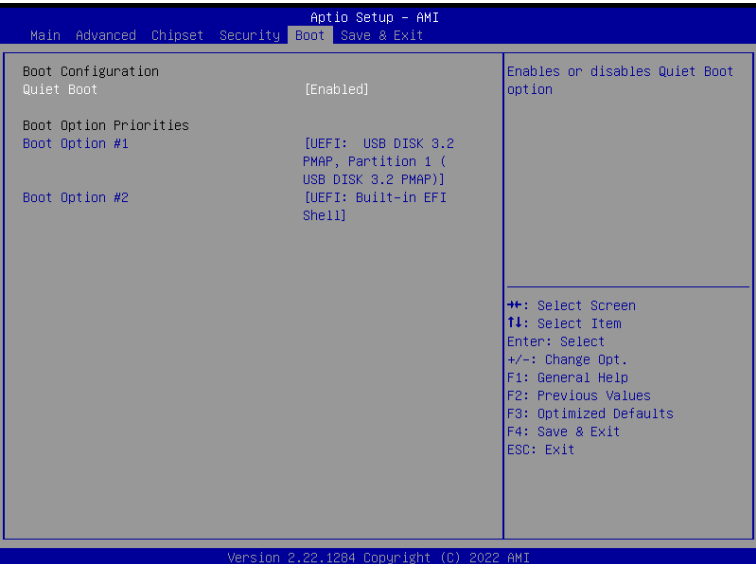 Aptio Setup – AMI
Main Advanced Chipset Security Boot Save & Exit
Boot Configuration
Quiet Boot [Enabled]
Boot Option Priorities
Boot Option #1 [UEFI: USB DISK 3.2
PMAP, Partition 1 (
USB DISK 3.2 PMAP)]
Boot Option #2 [UEFI: Built-in EFI
Shell]
Enables or disables Quiet Boot
option
→←: Select Screen
↑↓: Select Item
Enter: Select
+/-: Change Opt.
F1: General Help
F2: Previous Values
F3: Optimized Defaults
F4: Save & Exit
ESC: Exit
Version 2.22.1284 Copyright (C) 2022 AMI